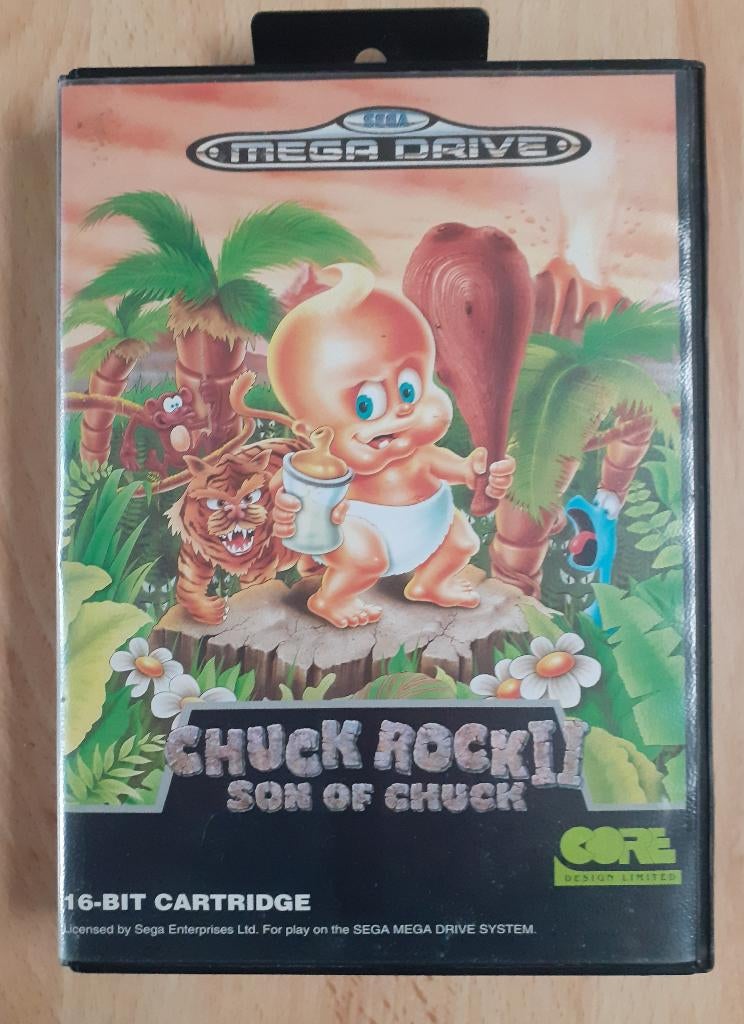 SEGA
MEGA DRIVE
CHUCK ROCK II
SON OF CHUCK
CORE
DESIGN LIMITED
16-BIT CARTRIDGE
Licensed by Sega Enterprises Ltd. For play on the SEGA MEGA DRIVE SYSTEM.